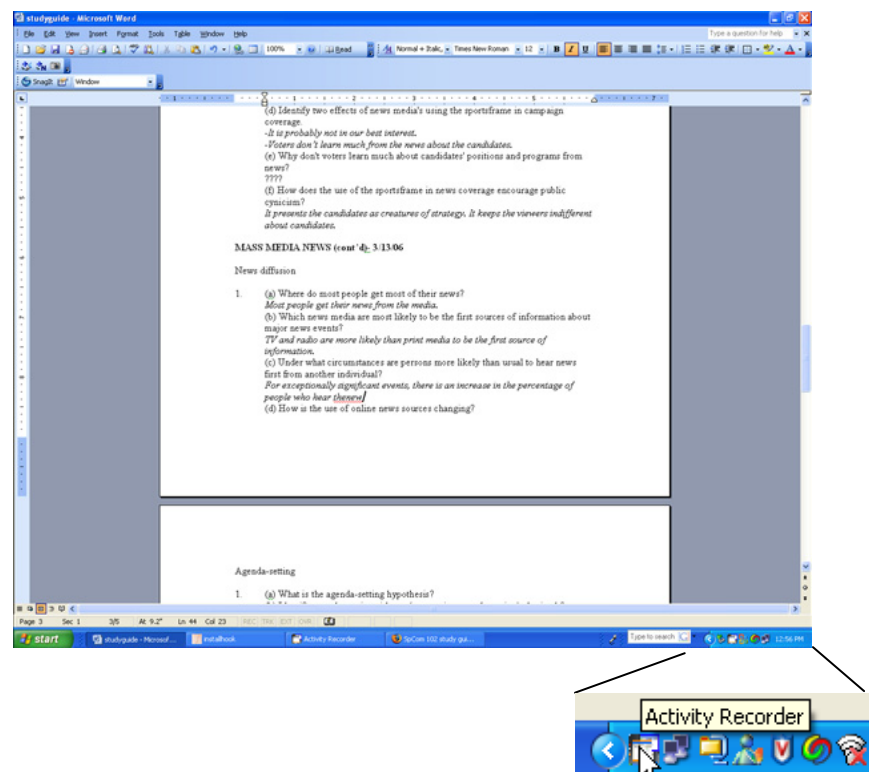 studyguide - Microsoft Word
File Edit View Insert Format Tools Table Window Help Type a question for help
100% Read Normal + Italic, Times New Roman 12 B I U
SnagIt Window
(d) Identify two effects of news media's using the sportsframe in campaign
coverage.
-It is probably not in our best interest.
-Voters don't learn much from the news about the candidates.
(e) Why don't voters learn much about candidates' positions and programs from
news?
????
(f) How does the use of the sportsframe in news coverage encourage public
cynicism?
It presents the candidates as creatures of strategy. It keeps the viewers indifferent
about candidates.
MASS MEDIA NEWS (cont'd)- 3/13/06
News diffusion
1. (a) Where do most people get most of their news?
Most people get their news from the media.
(b) Which news media are most likely to be the first sources of information about
major news events?
TV and radio are more likely than print media to be the first source of
information.
(c) Under what circumstances are persons more likely than usual to hear news
first from another individual?
For exceptionally significant events, there is an increase in the percentage of
people who hear thenew
(d) How is the use of online news sources changing?
Agenda-setting
1. (a) What is the agenda-setting hypothesis?
Page 3 Sec 1 3/5 At 9.2" Ln 44 Col 23 REC TRK EXT OVR
start studyguide - Microsof... installhook Activity Recorder SpCom 102 study gui... Type to search 12:56 PM
Activity Recorder